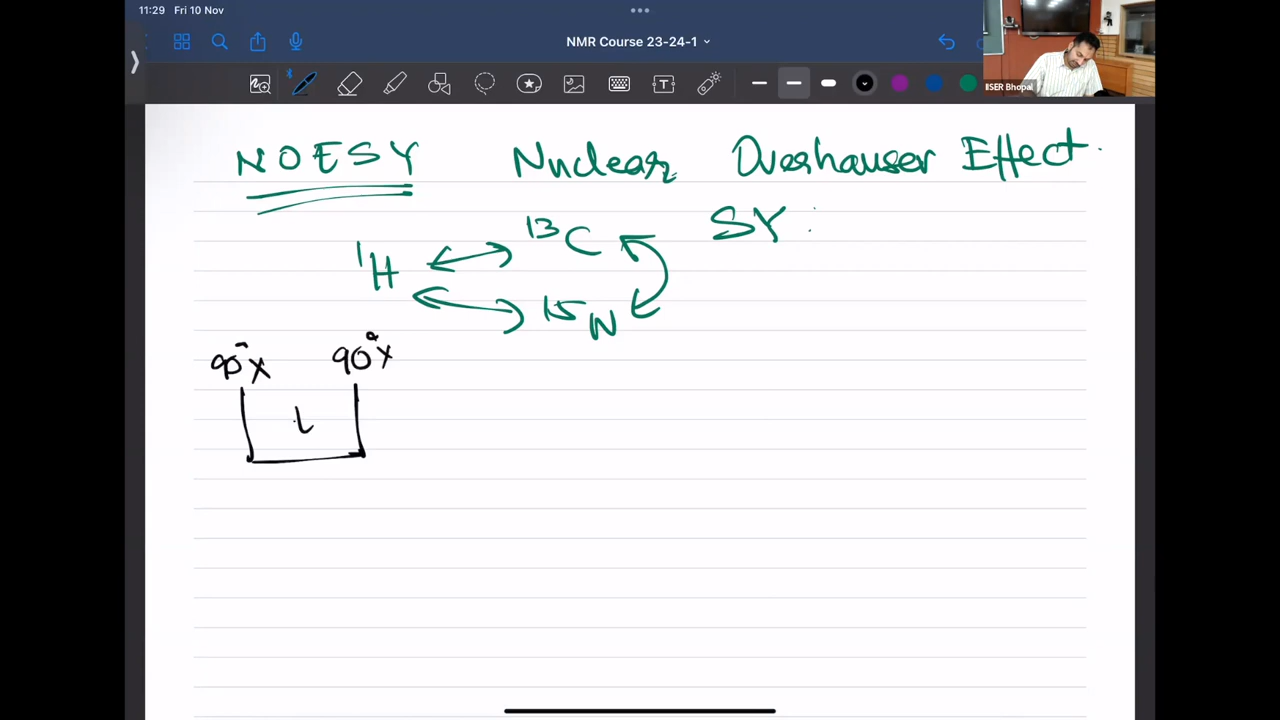 11:29 Fri 10 Nov
NMR Course 23-24-1
IISER Bhopal
NOESY Nuclear Overhauser Effect.
SY
¹H ¹³C
¹⁵N
90°x 90°x